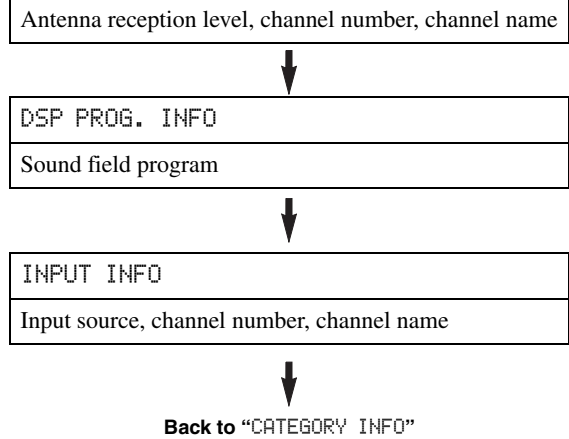 Antenna reception level, channel number, channel name
DSP PROG. INFO
Sound field program
INPUT INFO
Input source, channel number, channel name
Back to “CATEGORY INFO”